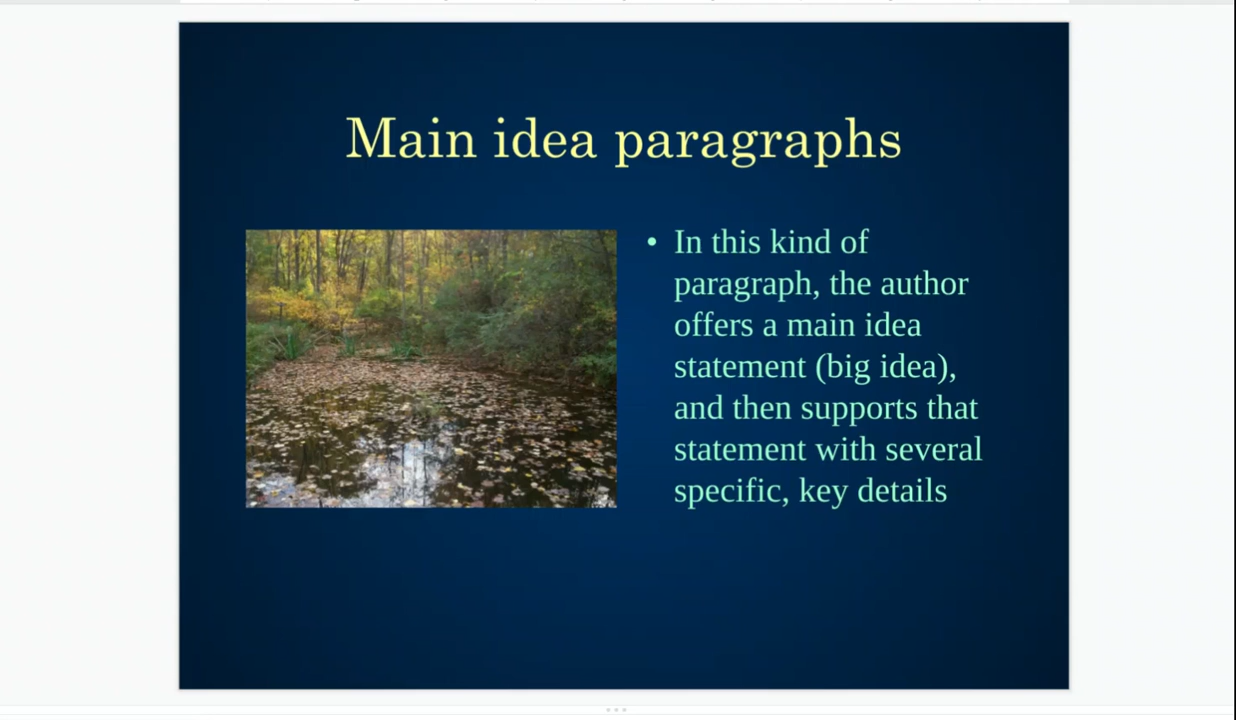 Main idea paragraphs
• In this kind of
paragraph, the author
offers a main idea
statement (big idea),
and then supports that
statement with several
specific, key details